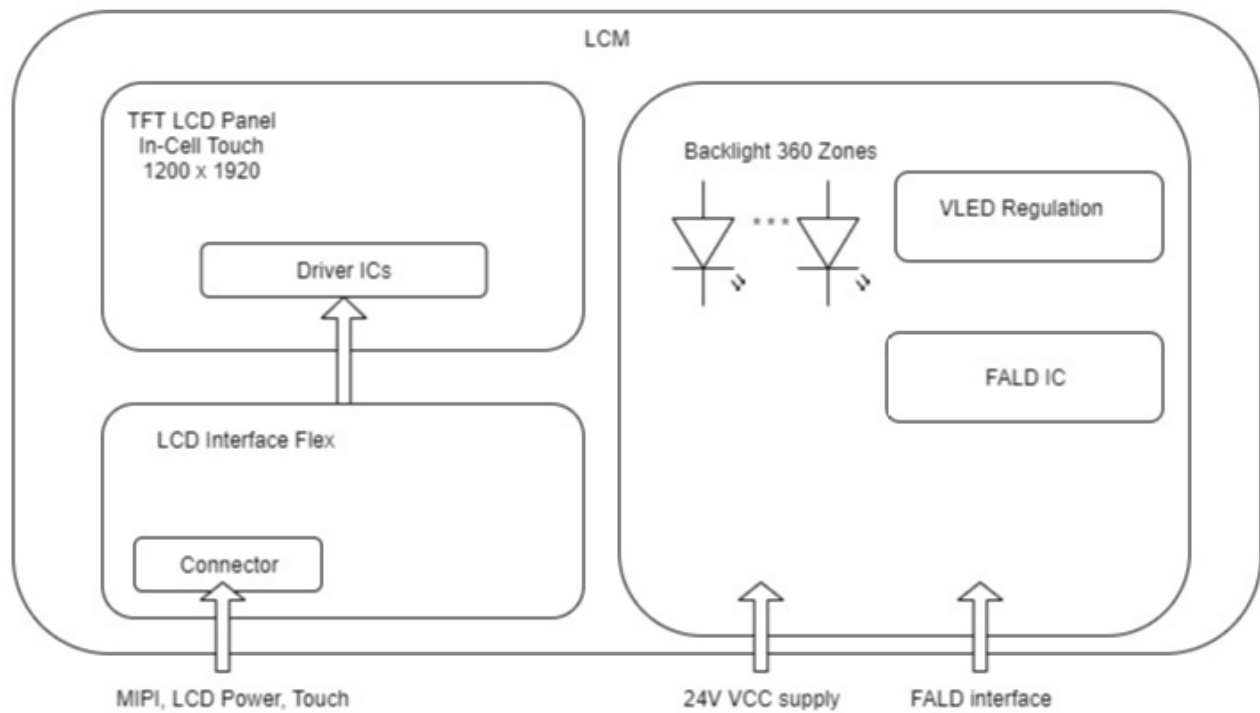 LCM
TFT LCD Panel
In-Cell Touch
1200 x 1920
Driver ICs
LCD Interface Flex
Connector
MIPI, LCD Power, Touch
Backlight 360 Zones
* * *
VLED Regulation
FALD IC
24V VCC supply
FALD interface